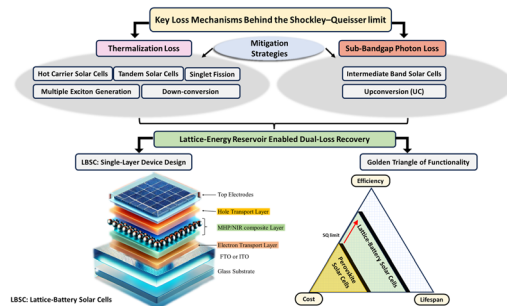 Key Loss Mechanisms Behind the Shockley–Queisser limit
Thermalization Loss
Mitigation
Strategies
Sub-Bandgap Photon Loss
Hot Carrier Solar Cells
Tandem Solar Cells
Singlet Fission
Multiple Exciton Generation
Down-conversion
Intermediate Band Solar Cells
Upconversion (UC)
Lattice-Energy Reservoir Enabled Dual-Loss Recovery
LBSC: Single-Layer Device Design
Golden Triangle of Functionality
Top Electrodes
Hole Transport Layer
MHP/NIR composite Layer
Electron Transport Layer
FTO or ITO
Glass Substrate
LBSC: Lattice-Battery Solar Cells
Efficiency
SQ limit
Lattice-Battery Solar Cells
Perovskite
Solar Cells
Cost
Lifespan